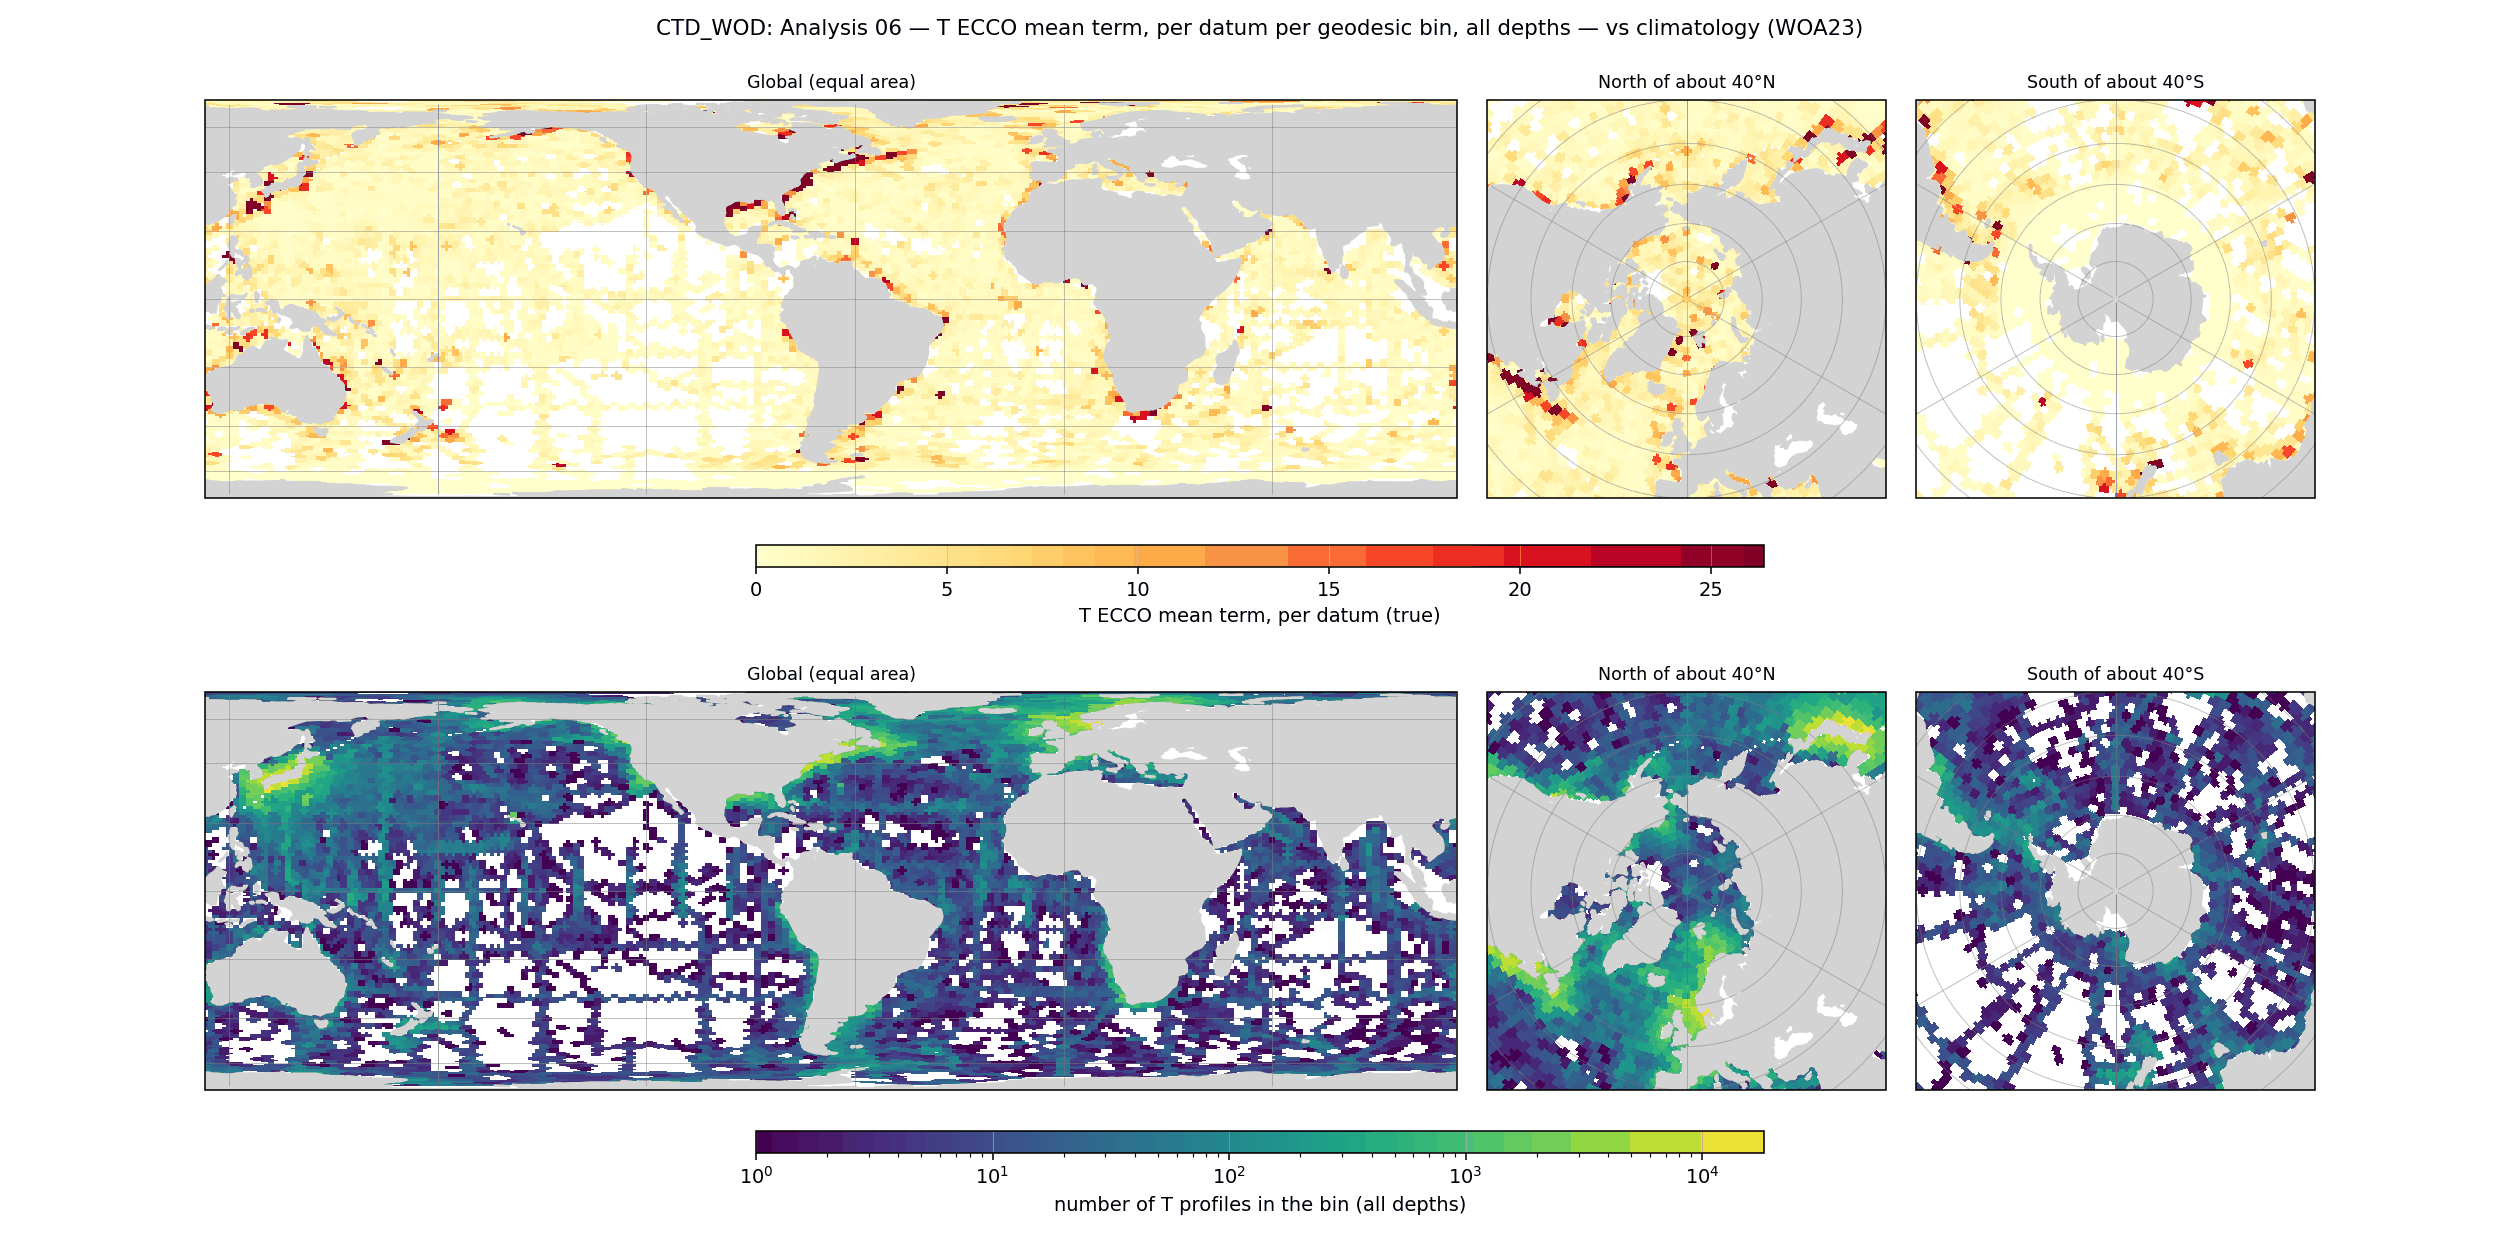 CTD_WOD: Analysis 06 — T ECCO mean term, per datum per geodesic bin, all depths — vs climatology (WOA23)
Global (equal area)
North of about 40°N
South of about 40°S
0 5 10 15 20 25
T ECCO mean term, per datum (true)
Global (equal area)
North of about 40°N
South of about 40°S
10⁰ 10¹ 10² 10³ 10⁴
number of T profiles in the bin (all depths)